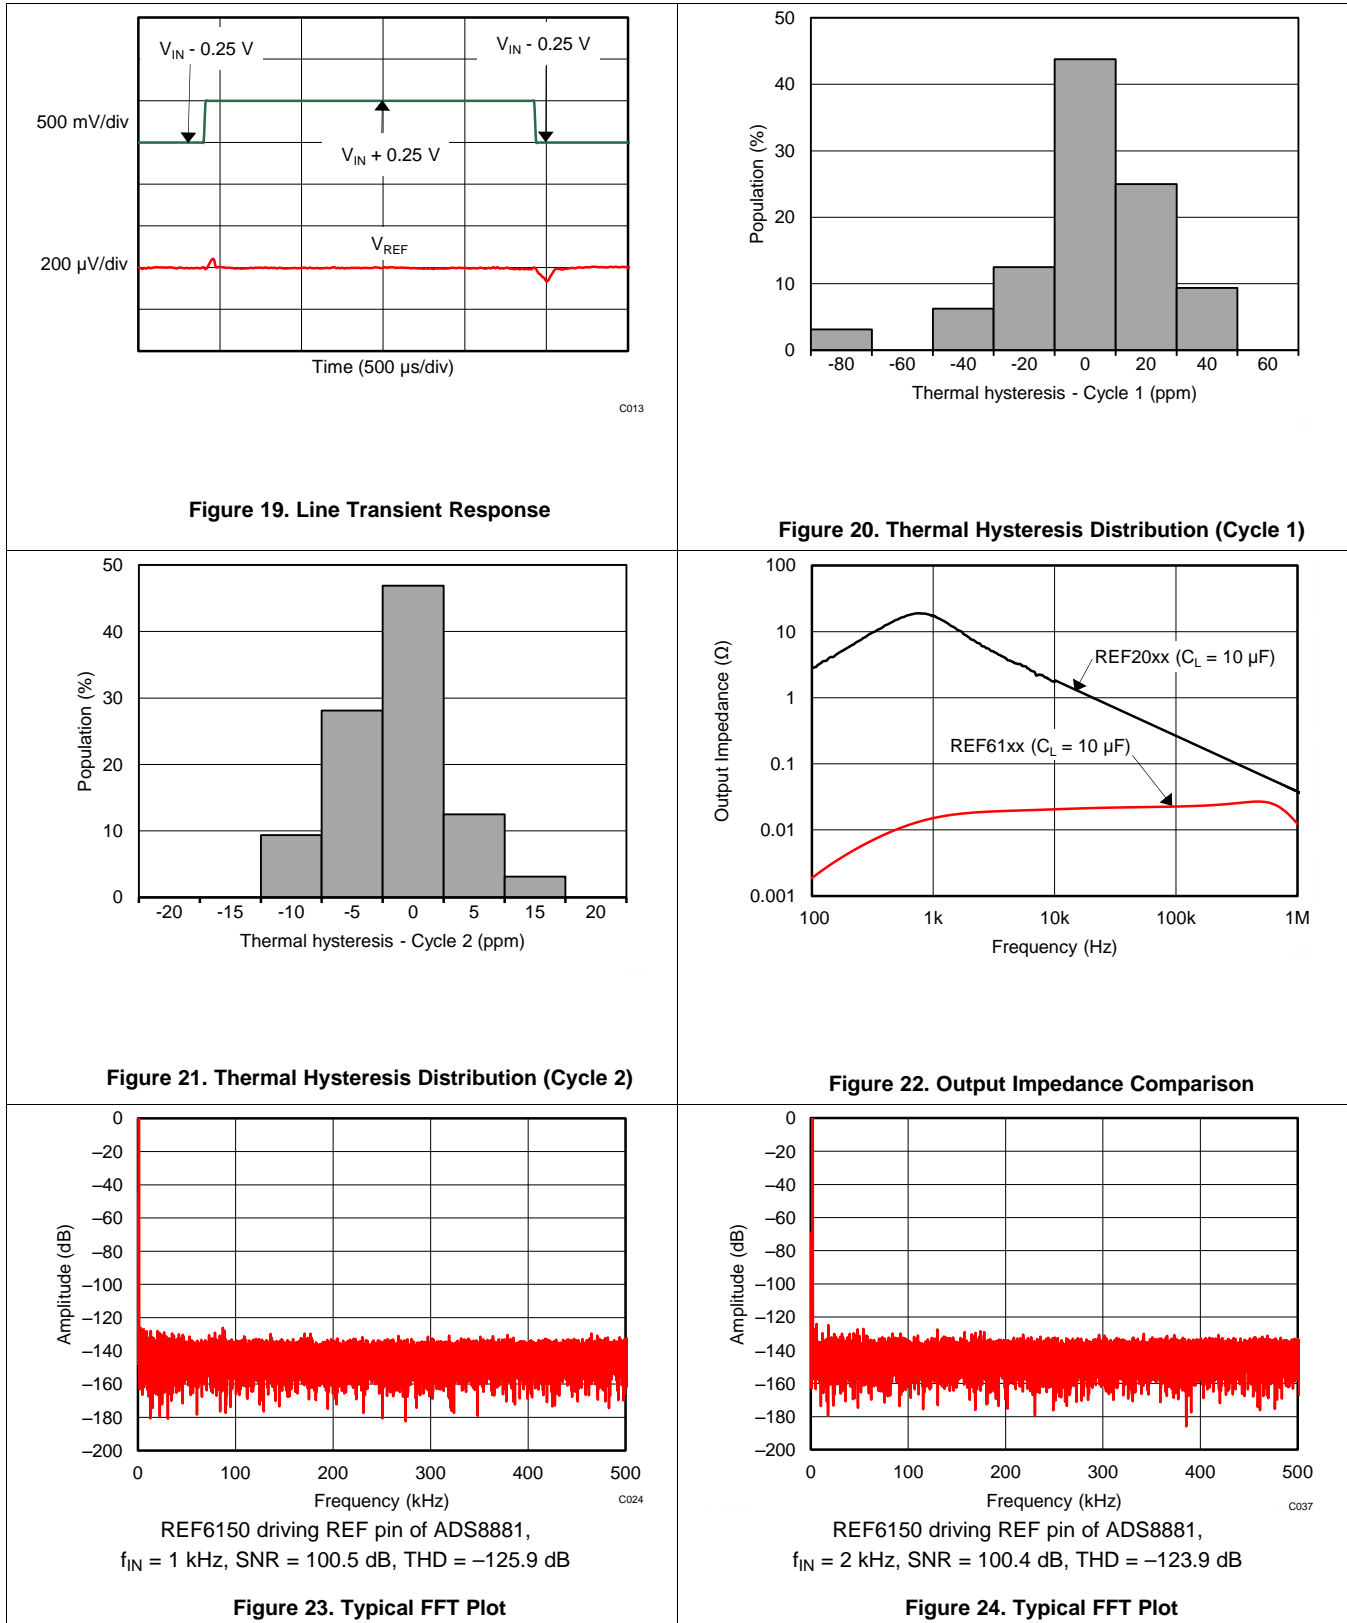 V_IN - 0.25 V
V_IN - 0.25 V
500 mV/div
V_IN + 0.25 V
V_REF
200 µV/div
Time (500 µs/div)
C013
Figure 19. Line Transient Response
50
40
30
20
10
0
Population (%)
-80 -60 -40 -20 0 20 40 60
Thermal hysteresis - Cycle 1 (ppm)
Figure 20. Thermal Hysteresis Distribution (Cycle 1)
50
40
30
20
10
0
Population (%)
-20 -15 -10 -5 0 5 15 20
Thermal hysteresis - Cycle 2 (ppm)
Figure 21. Thermal Hysteresis Distribution (Cycle 2)
100
10
1
0.1
0.01
0.001
Output Impedance (Ω)
REF20xx (C_L = 10 µF)
REF61xx (C_L = 10 µF)
100 1k 10k 100k 1M
Frequency (Hz)
Figure 22. Output Impedance Comparison
0
–20
–40
–60
–80
–100
–120
–140
–160
–180
–200
Amplitude (dB)
0 100 200 300 400 500
Frequency (kHz)
C024
REF6150 driving REF pin of ADS8881,
f_IN = 1 kHz, SNR = 100.5 dB, THD = –125.9 dB
Figure 23. Typical FFT Plot
0
–20
–40
–60
–80
–100
–120
–140
–160
–180
–200
Amplitude (dB)
0 100 200 300 400 500
Frequency (kHz)
C037
REF6150 driving REF pin of ADS8881,
f_IN = 2 kHz, SNR = 100.4 dB, THD = –123.9 dB
Figure 24. Typical FFT Plot